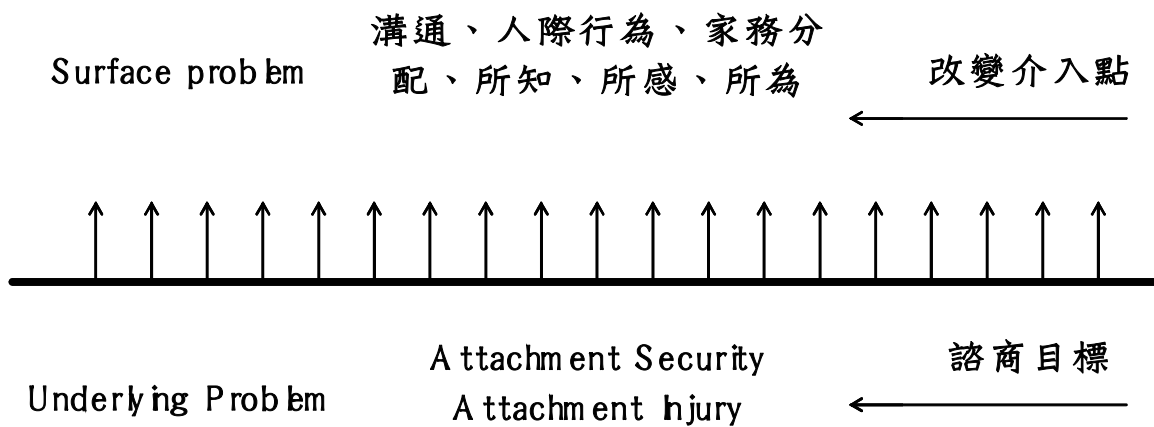 Surface problem
溝通、人際行為、家務分
配、所知、所感、所為
改變介入點
Underlying Problem
Attachment Security
Attachment Injury
諮商目標